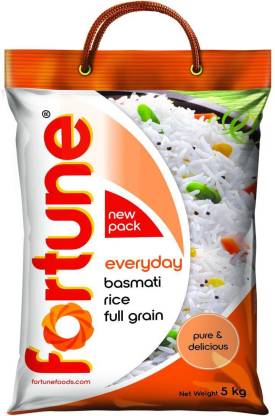 fortune®
new
pack
everyday
basmati
rice
full grain
pure &
delicious
fortunefoods.com
Net Weight 5 kg